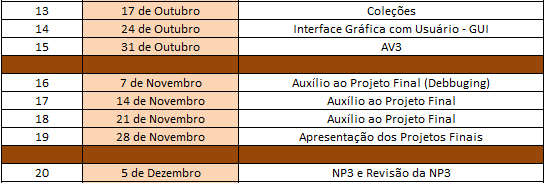 13 17 de Outubro Coleções
14 24 de Outubro Interface Gráfica com Usuário - GUI
15 31 de Outubro AV3
16 7 de Novembro Auxílio ao Projeto Final (Debbuging)
17 14 de Novembro Auxílio ao Projeto Final
18 21 de Novembro Auxílio ao Projeto Final
19 28 de Novembro Apresentação dos Projetos Finais
20 5 de Dezembro NP3 e Revisão da NP3